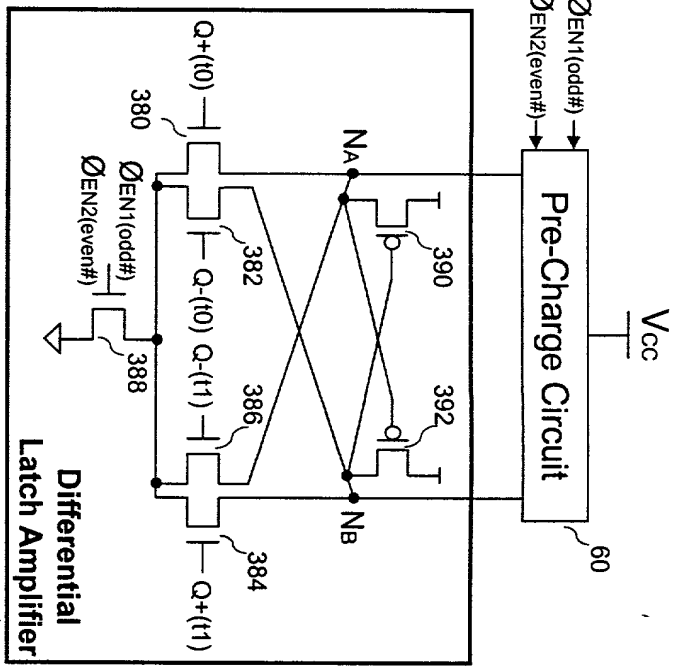 Vcc
ØEN1(odd#)
ØEN2(even#)
Pre-Charge Circuit
60
NA
NB
390
392
Q+(t0)
380
382
Q-(t0)
Q-(t1)
386
384
Q+(t1)
ØEN1(odd#)
ØEN2(even#)
388
Differential
Latch Amplifier